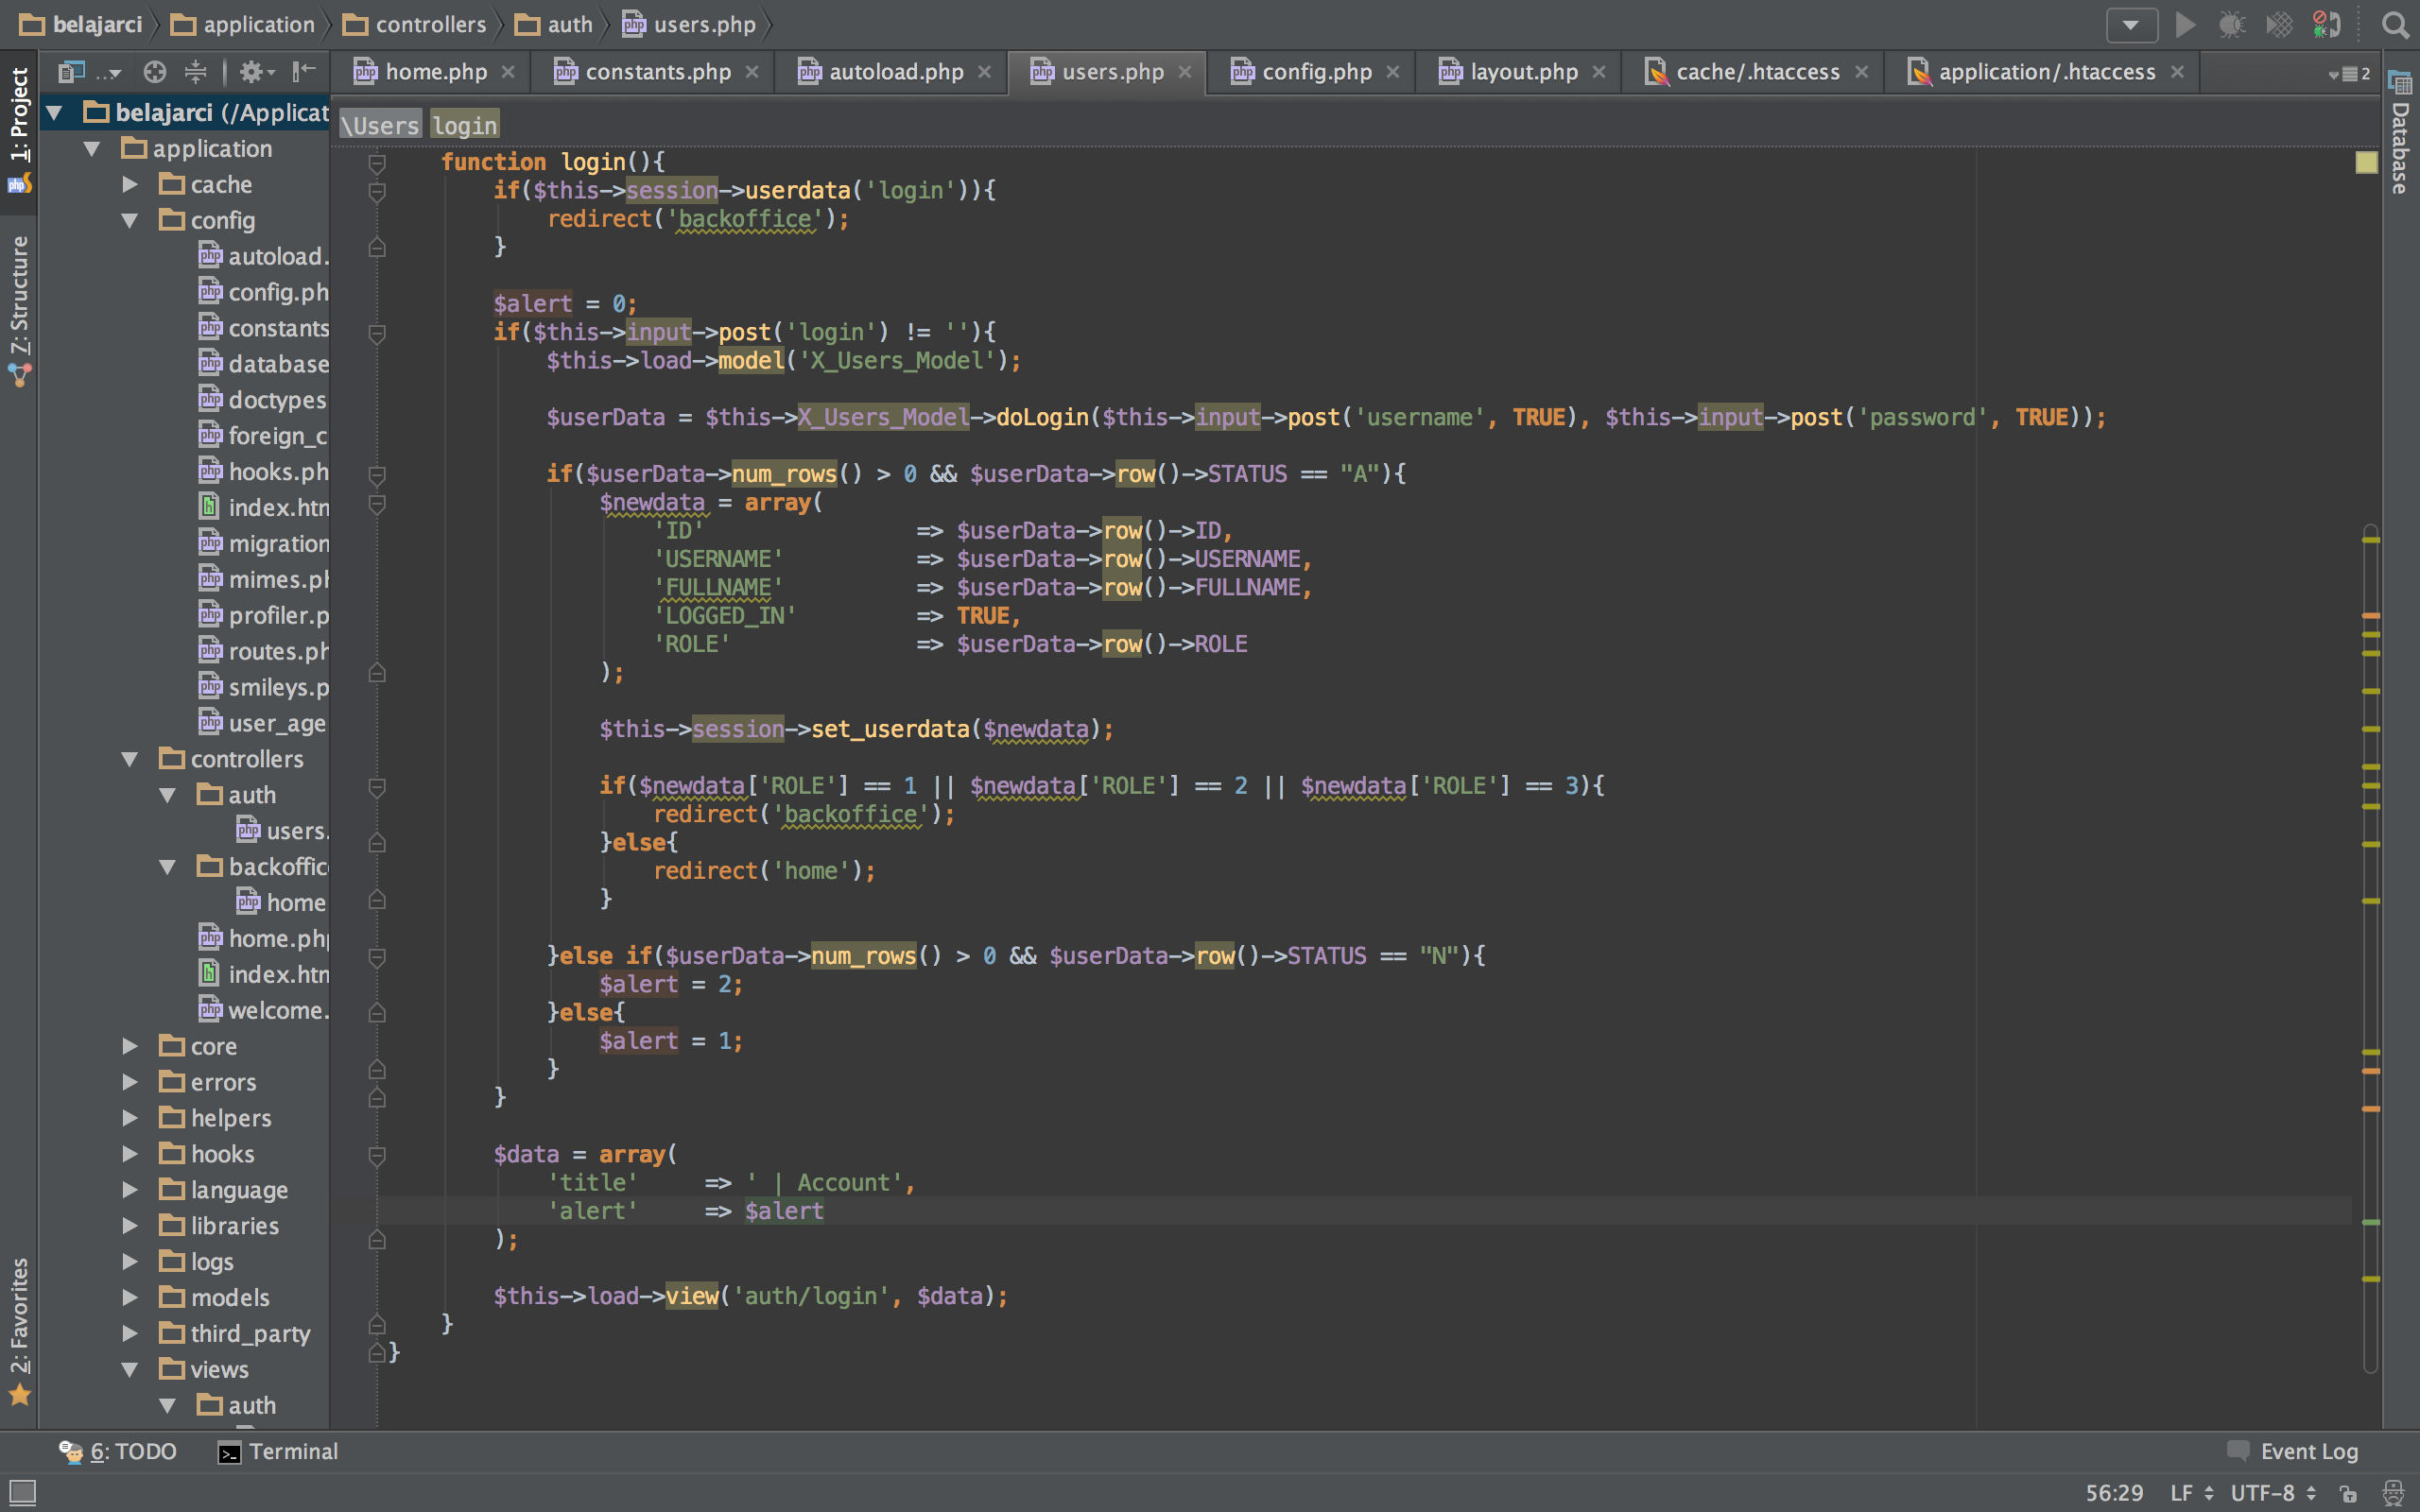 belajarci application controllers auth users.php
1: Project
7: Structure
2: Favorites
home.php constants.php autoload.php users.php config.php layout.php cache/.htaccess application/.htaccess 2
Database
belajarci (/Applicat
application
cache
config
autoload.
config.ph
constants
database
doctypes
foreign_c
hooks.ph
index.htm
migration
mimes.ph
profiler.p
routes.ph
smileys.p
user_age
controllers
auth
users.
backoffic
home
home.php
index.htm
welcome.
core
errors
helpers
hooks
language
libraries
logs
models
third_party
views
auth
\Users login
function login(){
if($this->session->userdata('login')){
redirect('backoffice');
}
$alert = 0;
if($this->input->post('login') != ''){
$this->load->model('X_Users_Model');
$userData = $this->X_Users_Model->doLogin($this->input->post('username', TRUE), $this->input->post('password', TRUE));
if($userData->num_rows() > 0 && $userData->row()->STATUS == "A"){
$newdata = array(
'ID' => $userData->row()->ID,
'USERNAME' => $userData->row()->USERNAME,
'FULLNAME' => $userData->row()->FULLNAME,
'LOGGED_IN' => TRUE,
'ROLE' => $userData->row()->ROLE
);
$this->session->set_userdata($newdata);
if($newdata['ROLE'] == 1 || $newdata['ROLE'] == 2 || $newdata['ROLE'] == 3){
redirect('backoffice');
}else{
redirect('home');
}
}else if($userData->num_rows() > 0 && $userData->row()->STATUS == "N"){
$alert = 2;
}else{
$alert = 1;
}
}
$data = array(
'title' => ' | Account',
'alert' => $alert
);
$this->load->view('auth/login', $data);
}
}
6: TODO Terminal Event Log
56:29 LF UTF-8